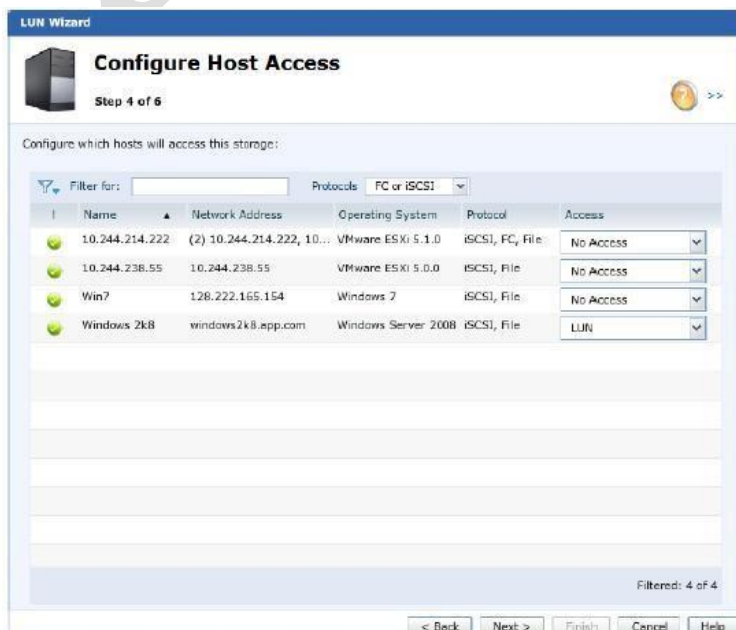 LUN Wizard
Configure Host Access
Step 4 of 6
>>
Configure which hosts will access this storage:
Filter for: Protocols FC or iSCSI
! Name Network Address Operating System Protocol Access
10.244.214.222 (2) 10.244.214.222, 10... VMware ESXi 5.1.0 iSCSI, FC, File No Access
10.244.238.55 10.244.238.55 VMware ESXi 5.0.0 iSCSI, File No Access
Win7 128.222.165.154 Windows 7 iSCSI, File No Access
Windows 2k8 windows2k8.app.com Windows Server 2008 iSCSI, File LUN
Filtered: 4 of 4
< Back Next > Finish Cancel Help